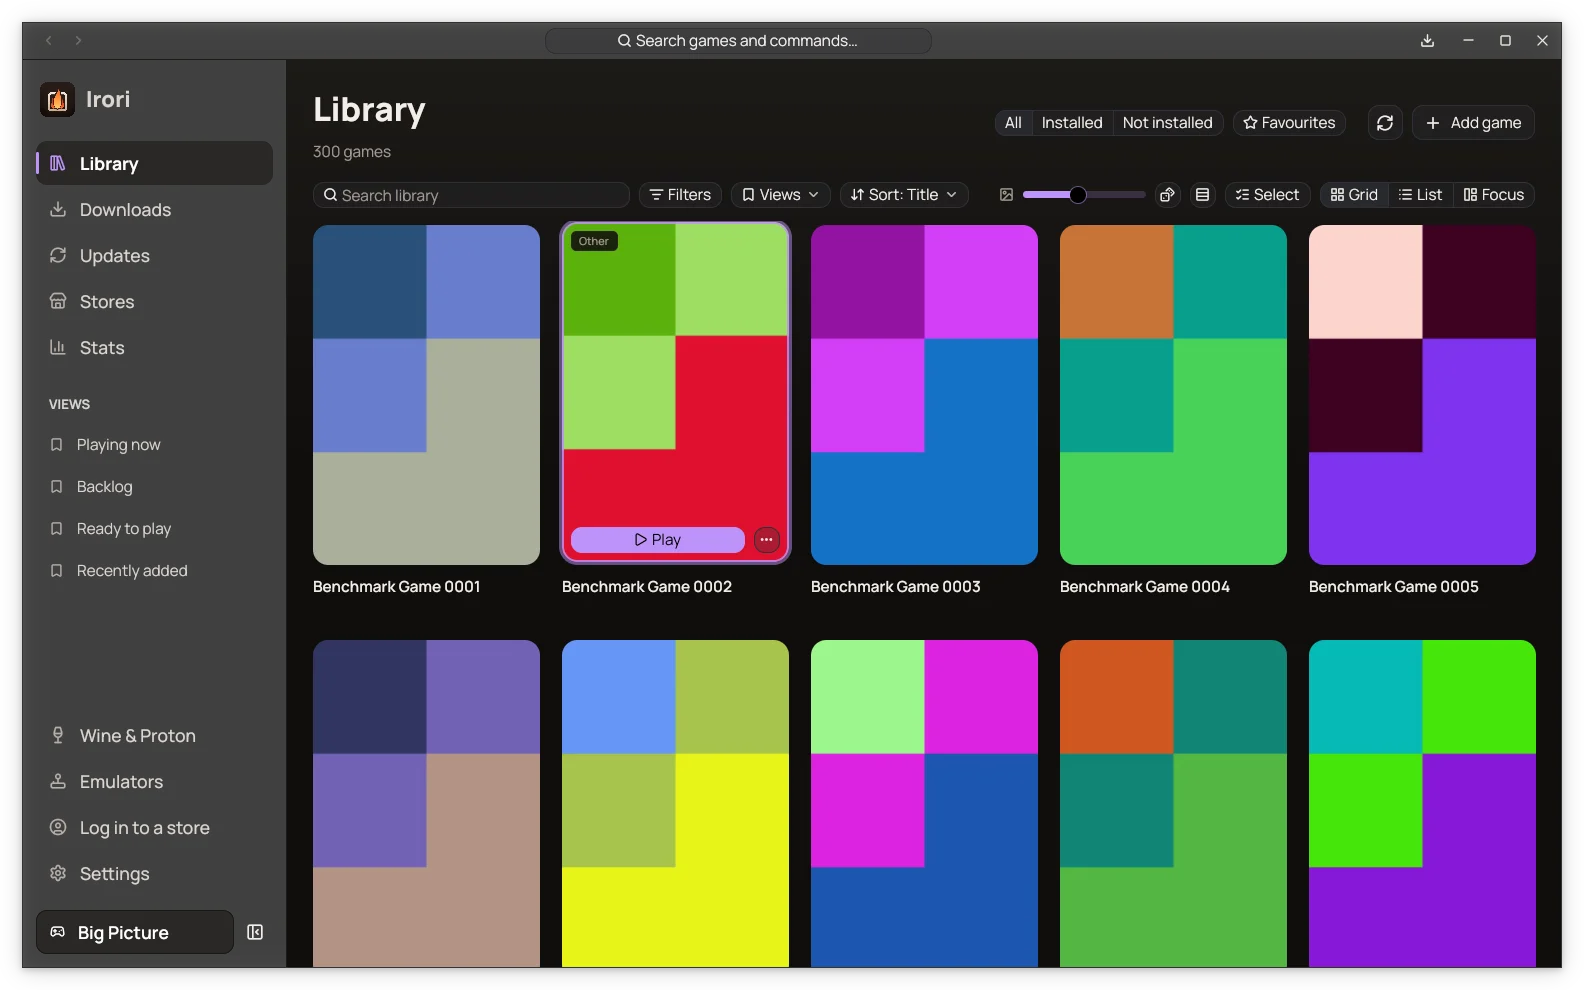 Search games and commands...
Irori
Library
Downloads
Updates
Stores
Stats
VIEWS
Playing now
Backlog
Ready to play
Recently added
Wine & Proton
Emulators
Log in to a store
Settings
Big Picture
Library
300 games
All Installed Not installed Favourites Add game
Search library Filters Views Sort: Title Select Grid List Focus
Other
Play
Benchmark Game 0001
Benchmark Game 0002
Benchmark Game 0003
Benchmark Game 0004
Benchmark Game 0005